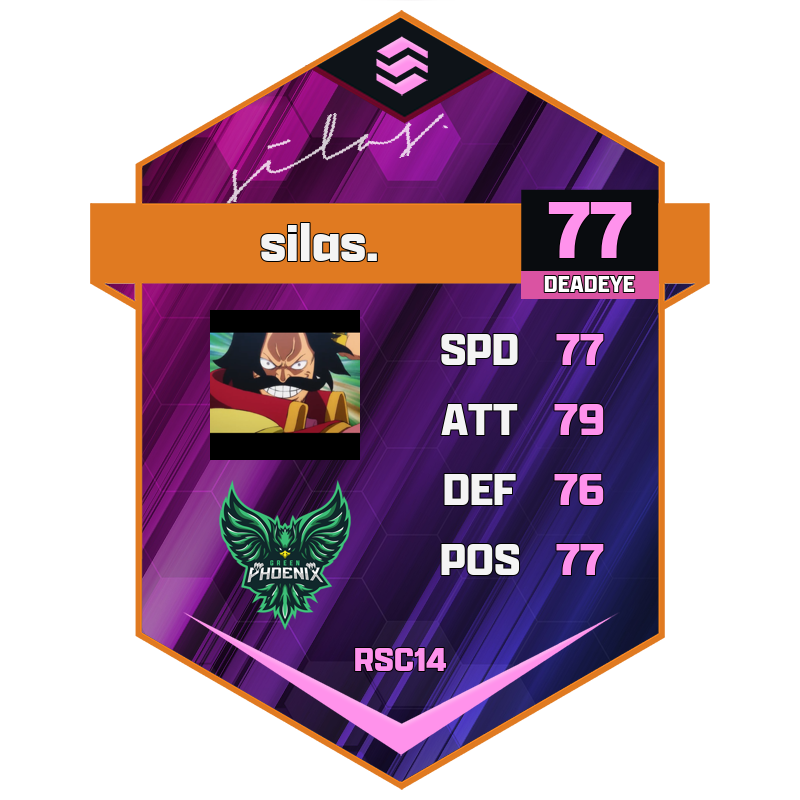 silas.
silas.
77
DEADEYE
SPD 77
ATT 79
DEF 76
POS 77
GREEN
PHOENIX
RSC14